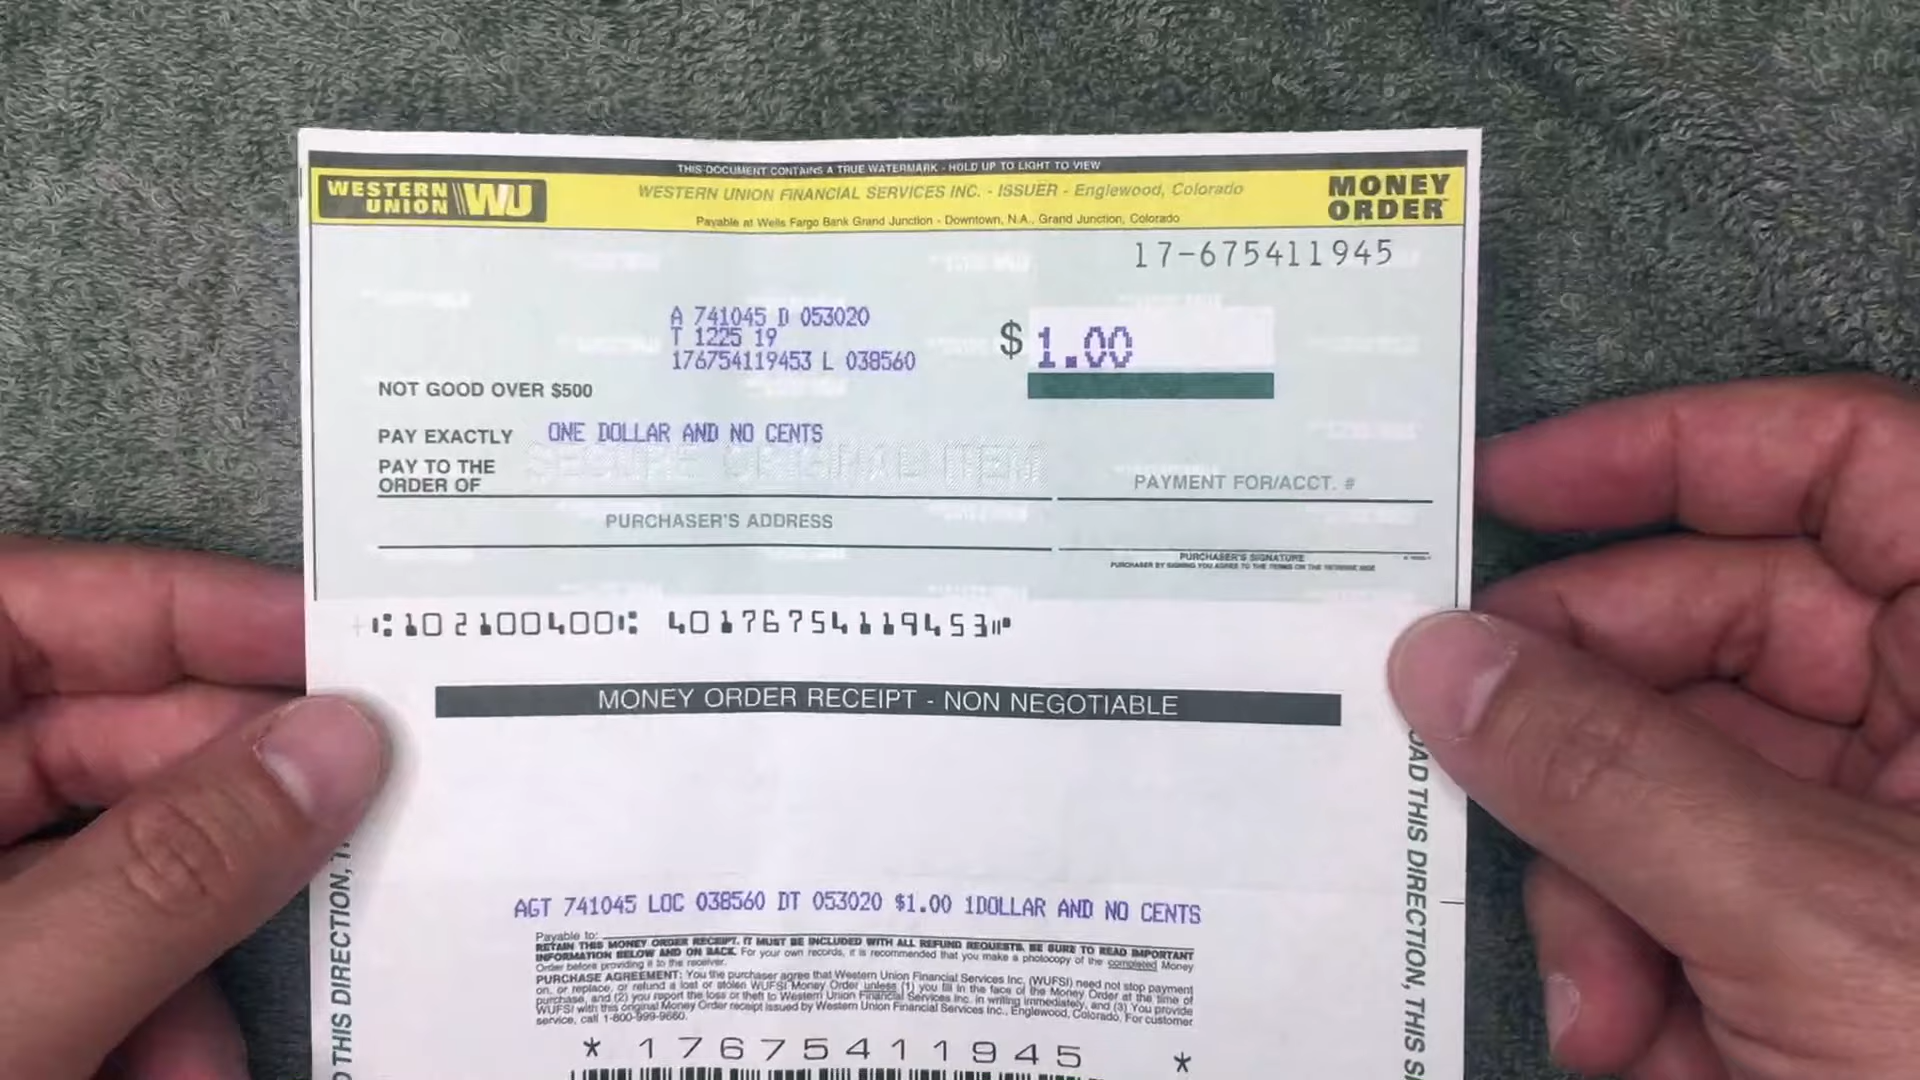 THIS DOCUMENT CONTAINS A TRUE WATERMARK - HOLD UP TO LIGHT TO VIEW
WESTERN UNION WU
WESTERN UNION FINANCIAL SERVICES INC. - ISSUER - Englewood, Colorado
MONEY ORDER
Payable at Wells Fargo Bank Grand Junction - Downtown, N.A., Grand Junction, Colorado
17-675411945
A 741045 D 053020
T 1225 19
176754119453 L 038560
$ 1.00
NOT GOOD OVER $500
PAY EXACTLY ONE DOLLAR AND NO CENTS
SECURE ORIGINAL ITEM
PAY TO THE
ORDER OF
PAYMENT FOR/ACCT. #
PURCHASER'S ADDRESS
PURCHASER'S SIGNATURE
PURCHASER BY SIGNING YOU AGREE TO THE TERMS ON THE REVERSE SIDE
⑆102100400⑆ 40176754119453⑈
MONEY ORDER RECEIPT - NON NEGOTIABLE
AGT 741045 LOC 038560 DT 053020 $1.00 1DOLLAR AND NO CENTS
Payable to:
RETAIN THIS MONEY ORDER RECEIPT. IT MUST BE INCLUDED WITH ALL REFUND REQUESTS. BE SURE TO READ IMPORTANT
INFORMATION BELOW AND ON BACK. For your own records, it is recommended that you make a photocopy of the completed Money
Order before providing it to the receiver.
PURCHASE AGREEMENT: You the purchaser agree that Western Union Financial Services Inc. (WUFSI) need not stop payment
on, or replace, or refund a lost or stolen WUFSI Money Order unless (1) you fill in the face of the Money Order at the time of
purchase, and (2) you report the loss or theft to Western Union Financial Services Inc. in writing immediately, and (3) You provide
WUFSI with this original Money Order receipt issued by Western Union Financial Services Inc., Englewood, Colorado. For customer
service, call 1-800-999-9660.
* 17675411945 *
THIS DIRECTION,
OAD THIS DIRECTION, THIS S